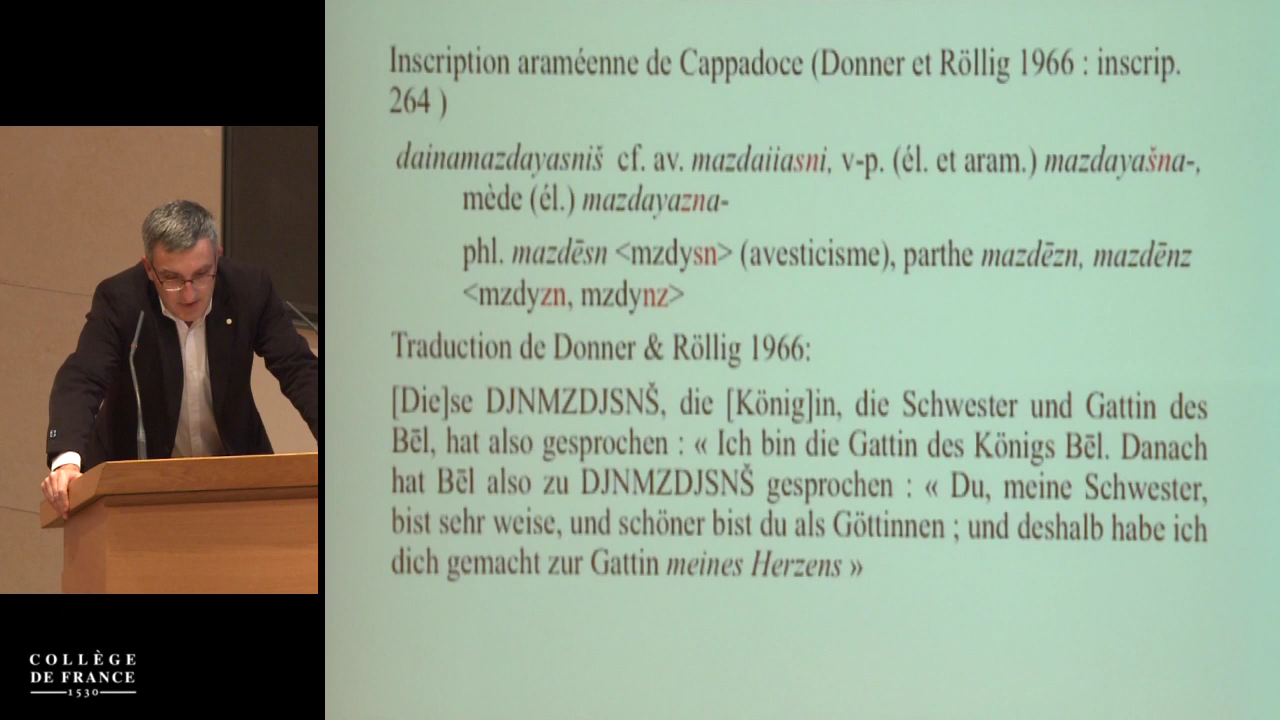 Inscription araméenne de Cappadoce (Donner et Röllig 1966 : inscrip.
264 )
dainamazdayasniš cf. av. mazdaiiasni, v-p. (él. et aram.) mazdayašna-,
mède (él.) mazdayazna-
phl. mazdēsn <mzdysn> (avesticisme), parthe mazdēzn, mazdēnz
<mzdyzn, mzdynz>
Traduction de Donner & Röllig 1966:
[Die]se DJNMZDJSNŠ, die [König]in, die Schwester und Gattin des
Bēl, hat also gesprochen : « Ich bin die Gattin des Königs Bēl. Danach
hat Bēl also zu DJNMZDJSNŠ gesprochen : « Du, meine Schwester,
bist sehr weise, und schöner bist du als Göttinnen ; und deshalb habe ich
dich gemacht zur Gattin meines Herzens »
COLLÈGE
DE FRANCE
1530